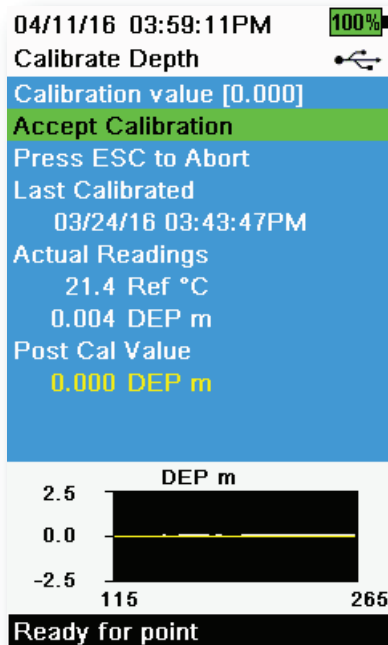 04/11/16 03:59:11PM 100%
Calibrate Depth
Calibration value [0.000]
Accept Calibration
Press ESC to Abort
Last Calibrated
03/24/16 03:43:47PM
Actual Readings
21.4 Ref °C
0.004 DEP m
Post Cal Value
0.000 DEP m
DEP m
2.5
0.0
-2.5
115 265
Ready for point